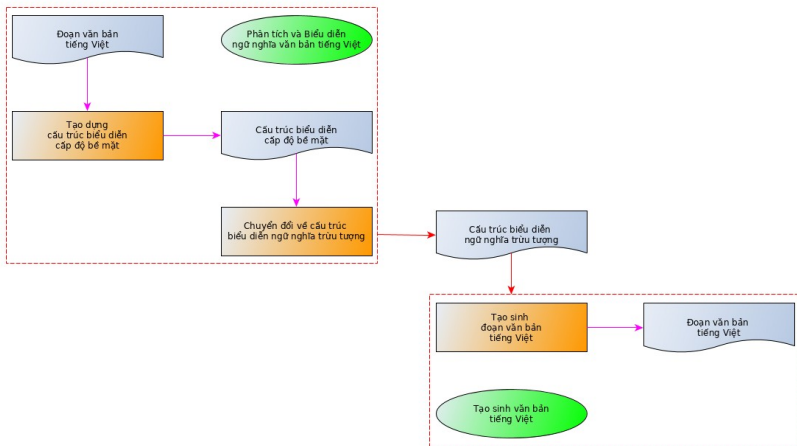 Đoạn văn bản
tiếng Việt
Phân tích và Biểu diễn
ngữ nghĩa văn bản tiếng Việt
Tạo dựng
cấu trúc biểu diễn
cấp độ bề mặt
Cấu trúc biểu diễn
cấp độ bề mặt
Chuyển đổi về cấu trúc
biểu diễn ngữ nghĩa trừu tượng
Cấu trúc biểu diễn
ngữ nghĩa trừu tượng
Tạo sinh
đoạn văn bản
tiếng Việt
Đoạn văn bản
tiếng Việt
Tạo sinh văn bản
tiếng Việt